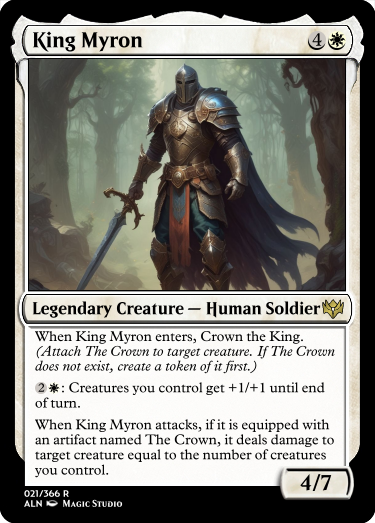 King Myron 4
Legendary Creature — Human Soldier
When King Myron enters, Crown the King.
(Attach The Crown to target creature. If The Crown
does not exist, create a token of it first.)
2: Creatures you control get +1/+1 until end
of turn.
When King Myron attacks, if it is equipped with
an artifact named The Crown, it deals damage to
target creature equal to the number of creatures
you control.
4/7
021/366 R
ALN Magic Studio